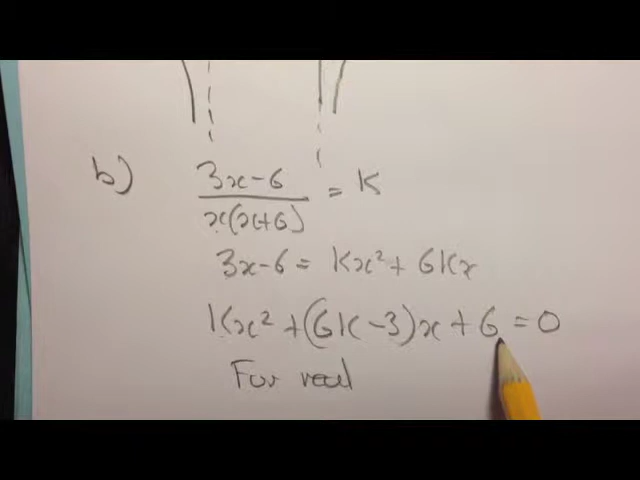 b) (3x-6)/(x(x+6)) = K
3x-6 = Kx² + 6Kx
Kx² + (6K-3)x + 6 = 0
For real